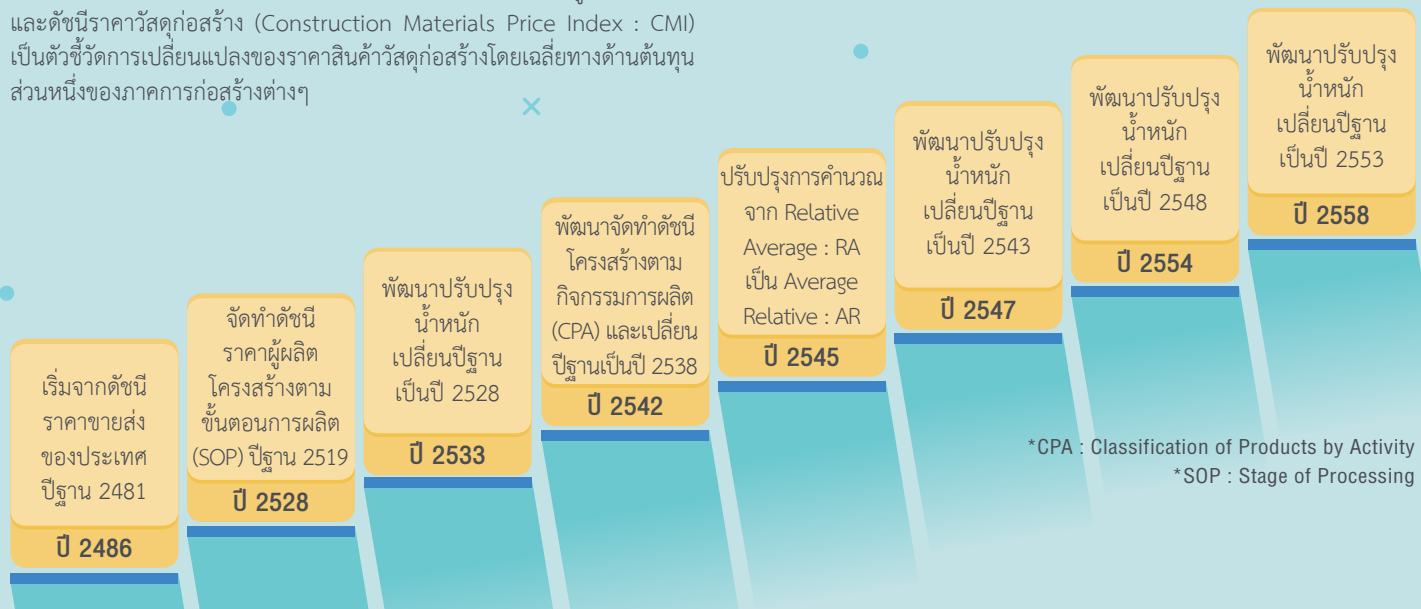 และดัชนีราคาวัสดุก่อสร้าง (Construction Materials Price Index : CMI)
เป็นตัวชี้วัดการเปลี่ยนแปลงของราคาสินค้าวัสดุก่อสร้างโดยเฉลี่ยทางด้านต้นทุน
ส่วนหนึ่งของภาคการก่อสร้างต่างๆ
เริ่มจากดัชนี
ราคาขายส่ง
ของประเทศ
ปีฐาน 2481
ปี 2486
จัดทำดัชนี
ราคาผู้ผลิต
โครงสร้างตาม
ขั้นตอนการผลิต
(SOP) ปีฐาน 2519
ปี 2528
พัฒนาปรับปรุง
น้ำหนัก
เปลี่ยนปีฐาน
เป็นปี 2528
ปี 2533
พัฒนาจัดทำดัชนี
โครงสร้างตาม
กิจกรรมการผลิต
(CPA) และเปลี่ยน
ปีฐานเป็นปี 2538
ปี 2542
ปรับปรุงการคำนวณ
จาก Relative
Average : RA
เป็น Average
Relative : AR
ปี 2545
พัฒนาปรับปรุง
น้ำหนัก
เปลี่ยนปีฐาน
เป็นปี 2543
ปี 2547
พัฒนาปรับปรุง
น้ำหนัก
เปลี่ยนปีฐาน
เป็นปี 2548
ปี 2554
พัฒนาปรับปรุง
น้ำหนัก
เปลี่ยนปีฐาน
เป็นปี 2553
ปี 2558
*CPA : Classification of Products by Activity
*SOP : Stage of Processing